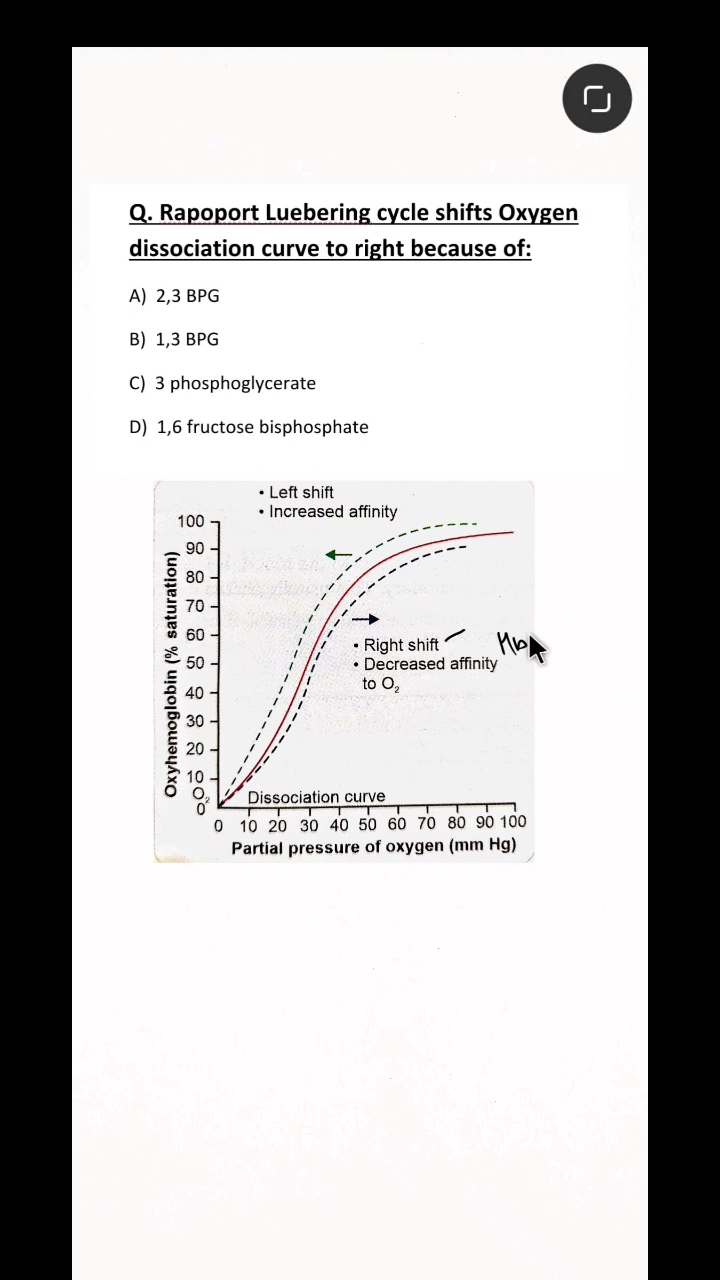 Q. Rapoport Luebering cycle shifts Oxygen
dissociation curve to right because of:
A) 2,3 BPG
B) 1,3 BPG
C) 3 phosphoglycerate
D) 1,6 fructose bisphosphate
• Left shift
• Increased affinity
100
90
80
70
60
50
40
30
20
10
O₂
0
Oxyhemoglobin (% saturation)
• Right shift
Hb
• Decreased affinity
to O₂
Dissociation curve
0 10 20 30 40 50 60 70 80 90 100
Partial pressure of oxygen (mm Hg)